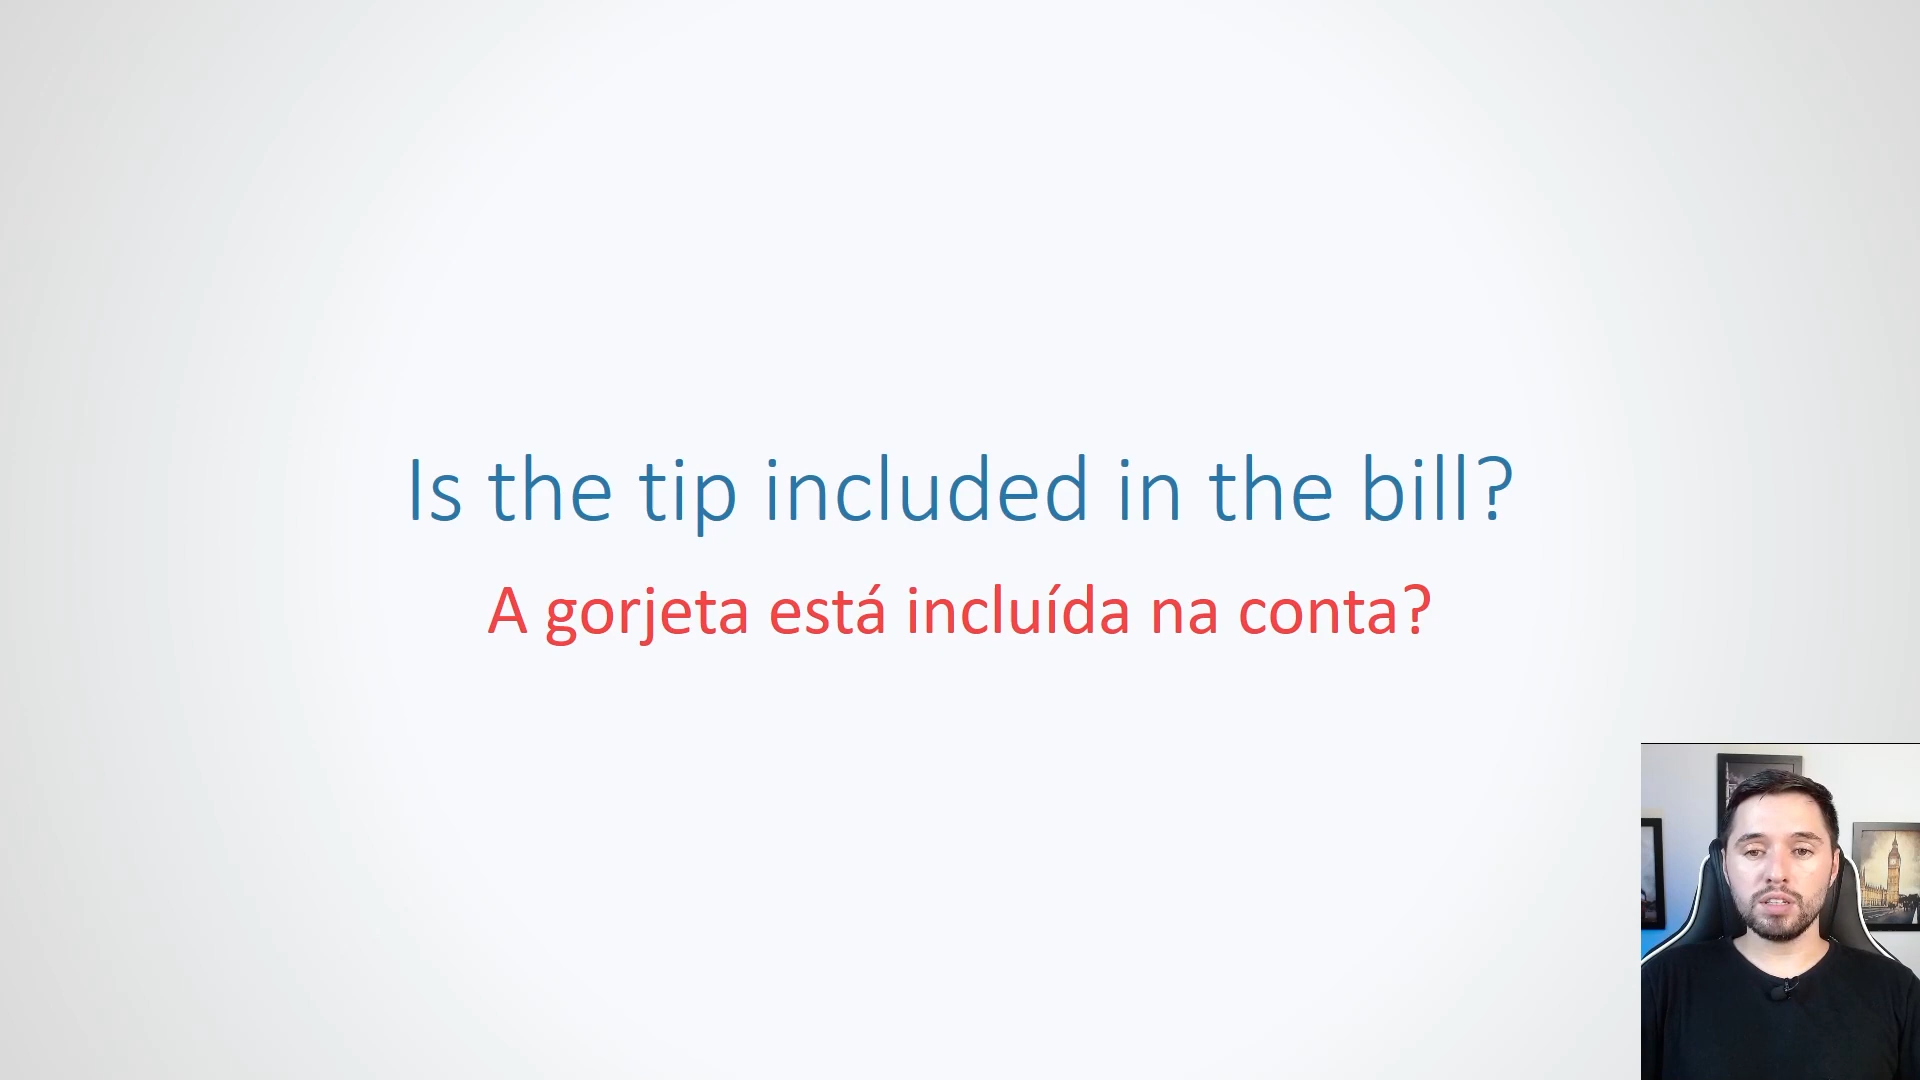 Is the tip included in the bill?
A gorjeta está incluída na conta?